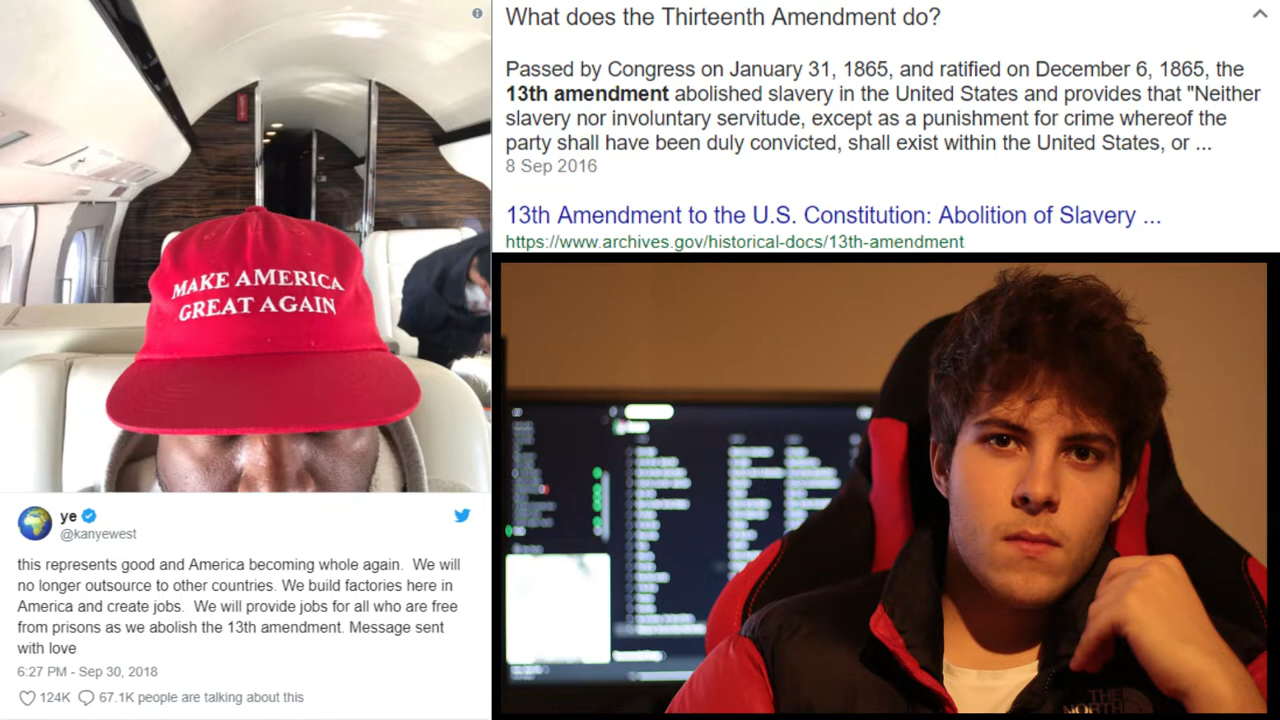 MAKE AMERICA
GREAT AGAIN
ye
@kanyewest
this represents good and America becoming whole again. We will
no longer outsource to other countries. We build factories here in
America and create jobs. We will provide jobs for all who are free
from prisons as we abolish the 13th amendment. Message sent
with love
6:27 PM - Sep 30, 2018
124K 67.1K people are talking about this
What does the Thirteenth Amendment do?
Passed by Congress on January 31, 1865, and ratified on December 6, 1865, the
13th amendment abolished slavery in the United States and provides that "Neither
slavery nor involuntary servitude, except as a punishment for crime whereof the
party shall have been duly convicted, shall exist within the United States, or ...
8 Sep 2016
13th Amendment to the U.S. Constitution: Abolition of Slavery ...
https://www.archives.gov/historical-docs/13th-amendment
THE
NORTH